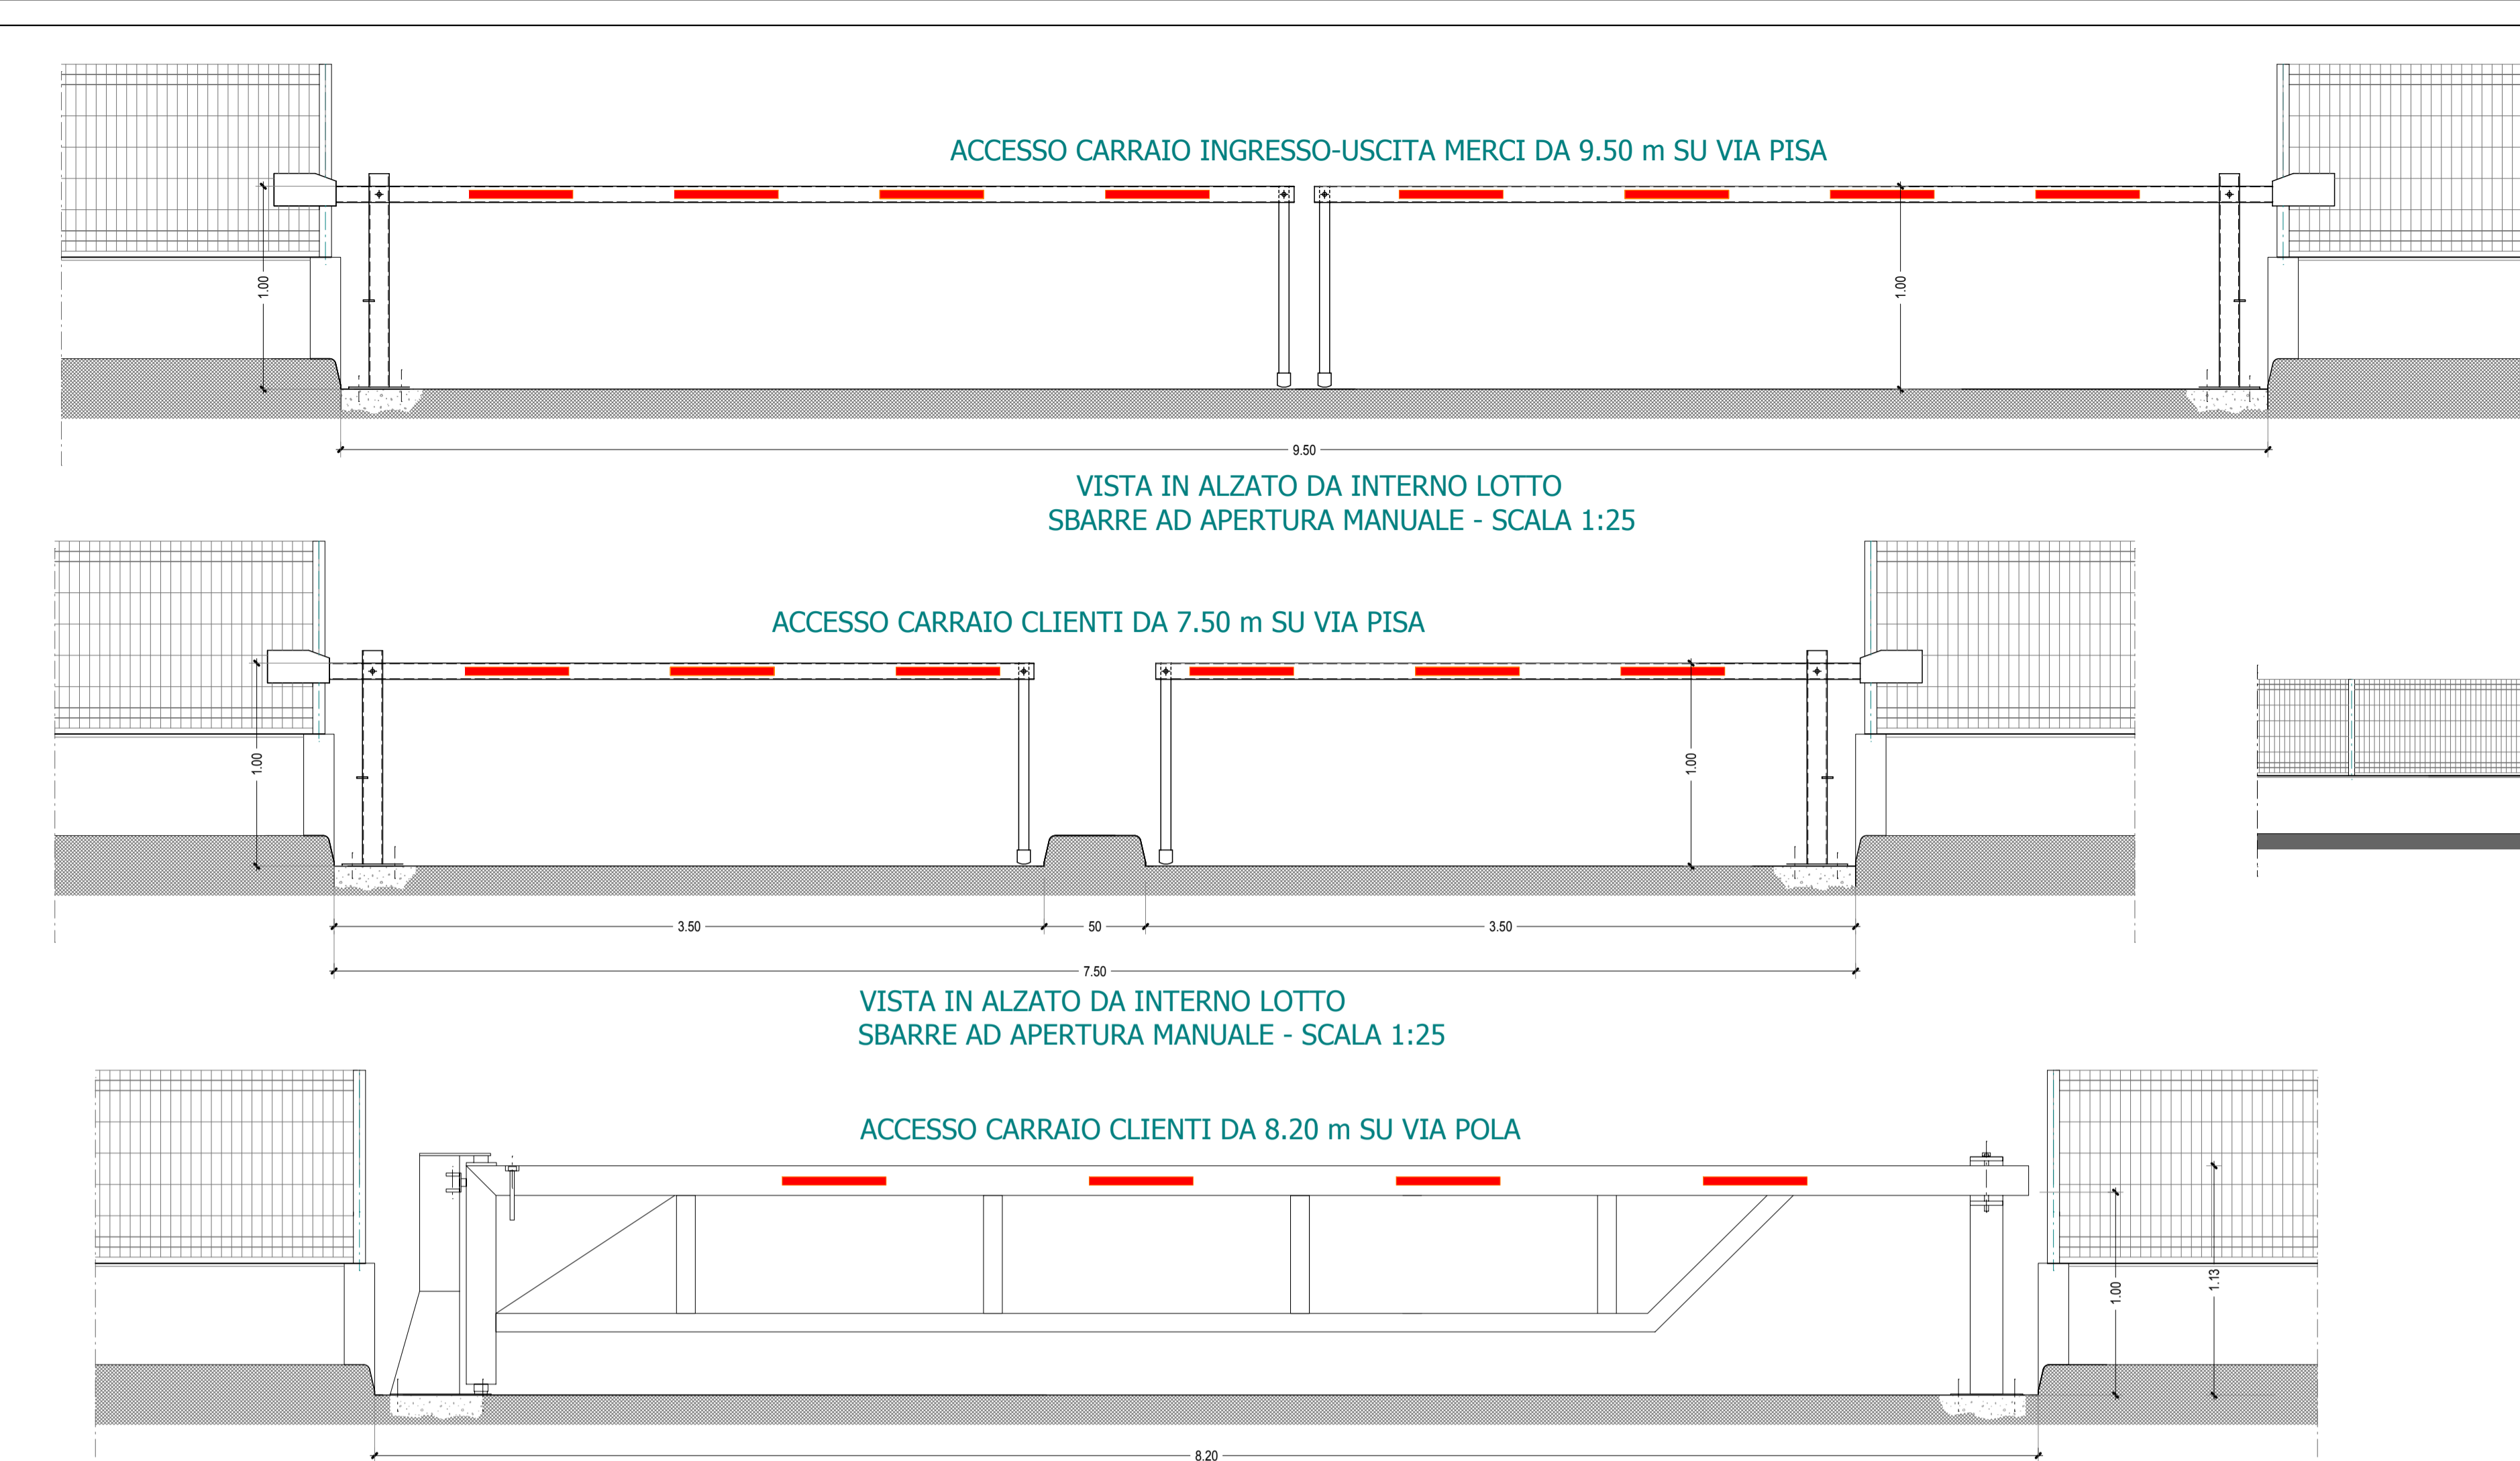 ACCESSO CARRAIO INGRESSO-USCITA MERCI DA 9.50 m SU VIA PISA
1.00
1.00
9.50
VISTA IN ALZATO DA INTERNO LOTTO
SBARRE AD APERTURA MANUALE - SCALA 1:25
ACCESSO CARRAIO CLIENTI DA 7.50 m SU VIA PISA
1.00
1.00
3.50
50
3.50
7.50
VISTA IN ALZATO DA INTERNO LOTTO
SBARRE AD APERTURA MANUALE - SCALA 1:25
ACCESSO CARRAIO CLIENTI DA 8.20 m SU VIA POLA
1.00
1.13
8.20